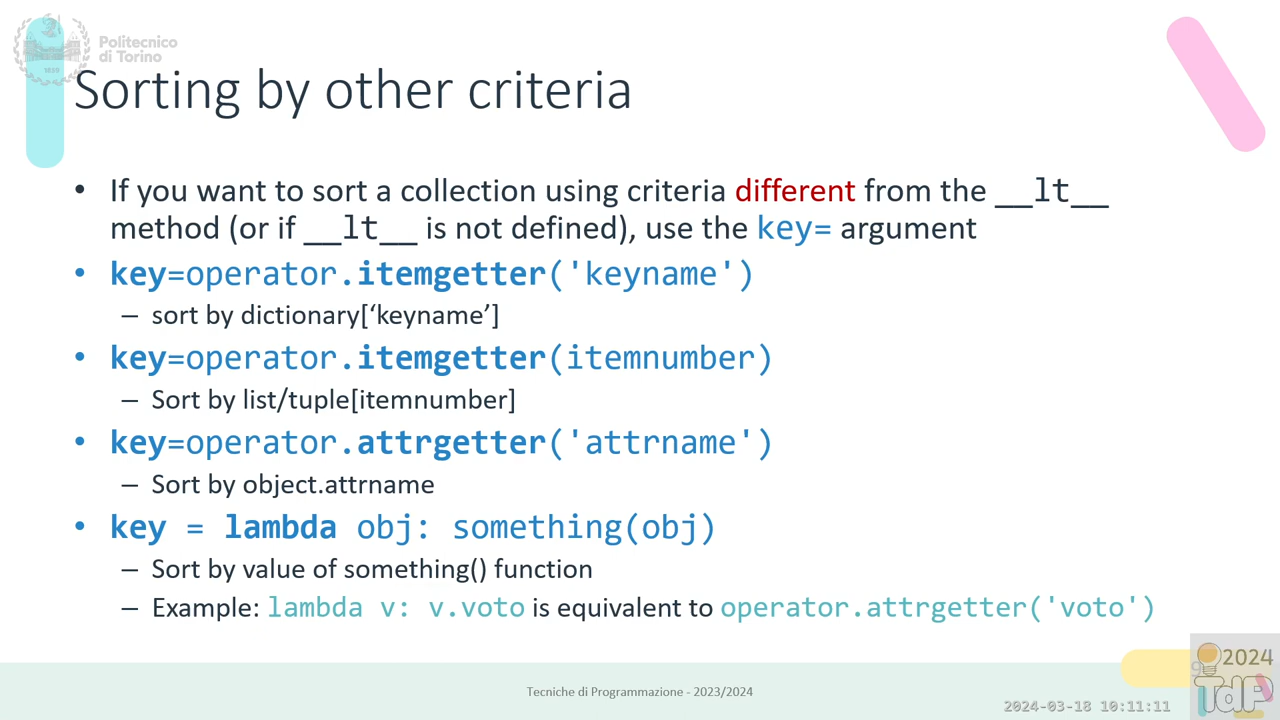 Politecnico
di Torino
1859
Sorting by other criteria
• If you want to sort a collection using criteria different from the __lt__
method (or if __lt__ is not defined), use the key= argument
• key=operator.itemgetter('keyname')
– sort by dictionary[‘keyname’]
• key=operator.itemgetter(itemnumber)
– Sort by list/tuple[itemnumber]
• key=operator.attrgetter('attrname')
– Sort by object.attrname
• key = lambda obj: something(obj)
– Sort by value of something() function
– Example: lambda v: v.voto is equivalent to operator.attrgetter('voto')
Tecniche di Programmazione - 2023/2024
2024-03-18 10:11:11
2024
TdP